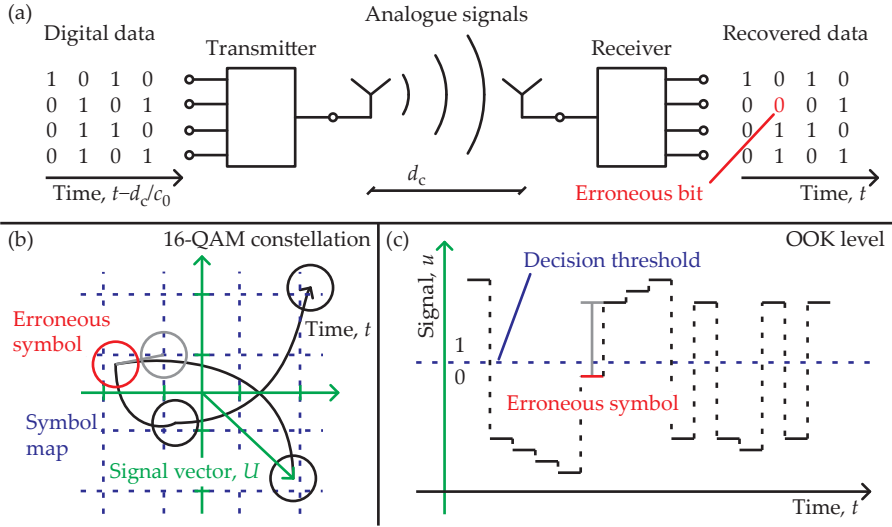 (a)
Analogue signals
Digital data
Transmitter
Receiver
Recovered data
1 0 1 0
0 1 0 1
0 1 1 0
0 1 0 1
1 0 1 0
0 0 0 1
0 1 1 0
0 1 0 1
d_c
Erroneous bit
Time, t–d_c/c_0
Time, t
(b)
16-QAM constellation
Erroneous
symbol
Time, t
Symbol
map
Signal vector, U
(c)
OOK level
Signal, u
Decision threshold
1
0
Erroneous symbol
Time, t